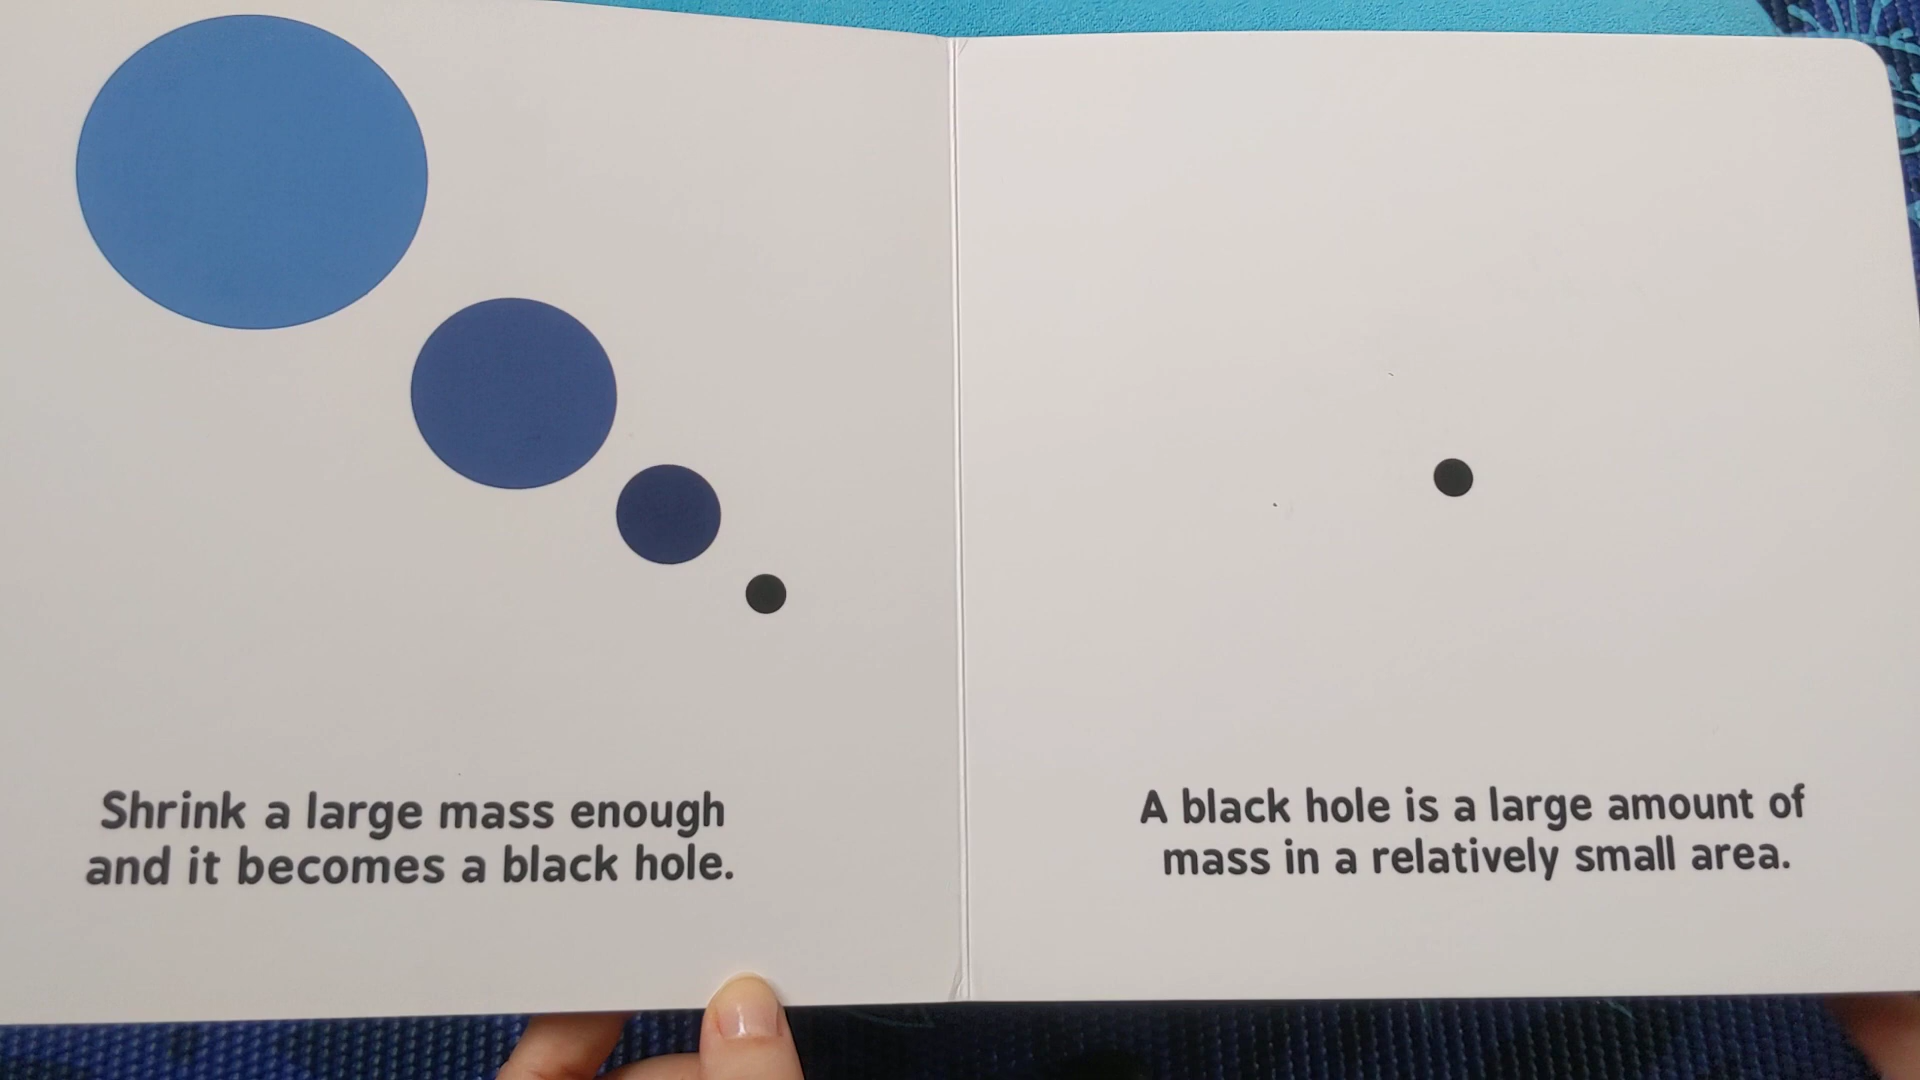 Shrink a large mass enough
and it becomes a black hole.
A black hole is a large amount of
mass in a relatively small area.